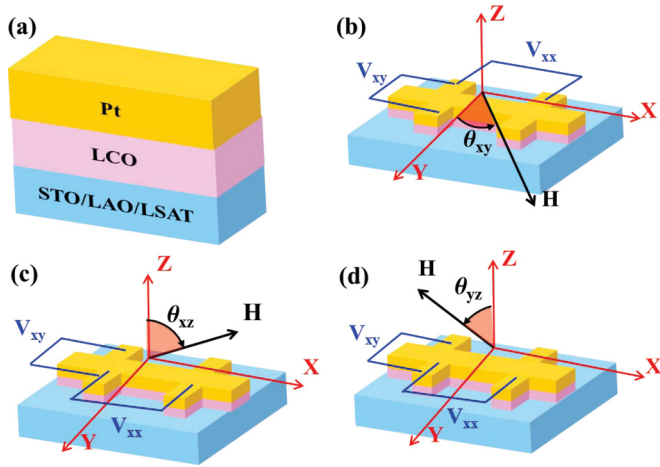 (a)
Pt
LCO
STO/LAO/LSAT
(b)
Z
Vxy
Vxx
X
θxy
Y
H
(c)
Z
θxz
H
Vxy
X
Y
Vxx
(d)
H
θyz
Z
Vxy
X
Y
Vxx